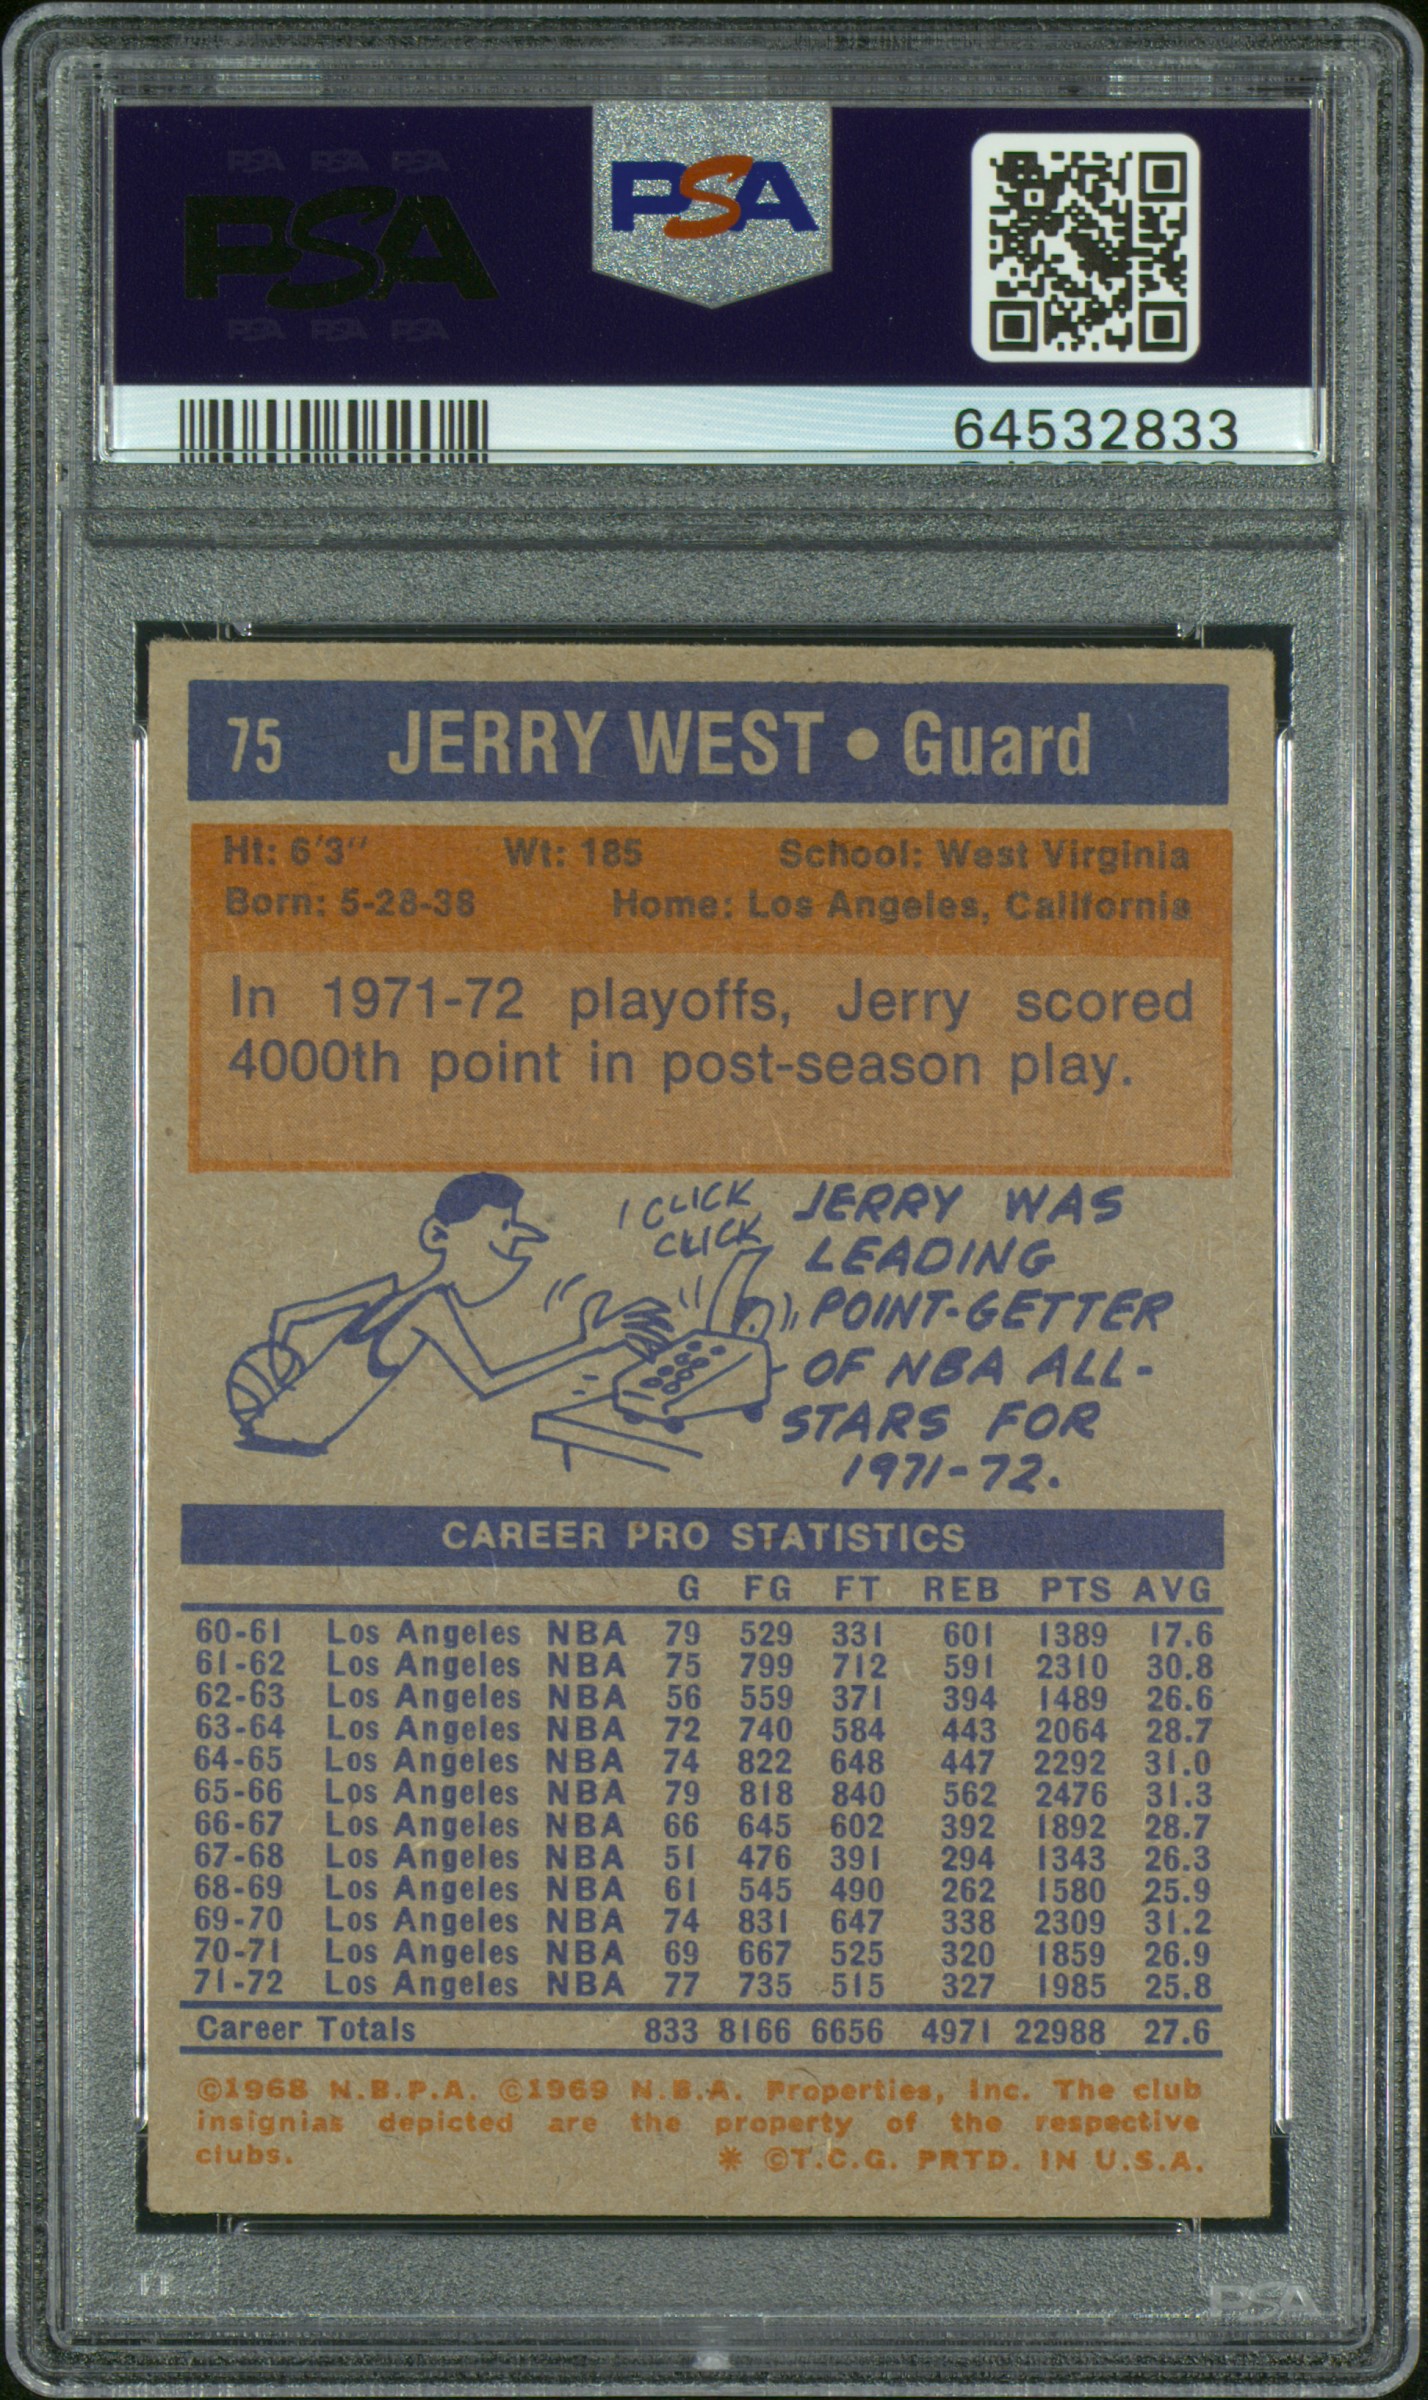 PSA PSA PSA
PSA
PSA PSA PSA
PSA
64532833
75 JERRY WEST • Guard
Ht: 6'3" Wt: 185 School: West Virginia
Born: 5-28-38 Home: Los Angeles, California
In 1971-72 playoffs, Jerry scored
4000th point in post-season play.
I CLICK
CLICK
JERRY WAS
LEADING
POINT-GETTER
OF NBA ALL-
STARS FOR
1971-72.
CAREER PRO STATISTICS
G FG FT REB PTS AVG
60-61 Los Angeles NBA 79 529 331 601 1389 17.6
61-62 Los Angeles NBA 75 799 712 591 2310 30.8
62-63 Los Angeles NBA 56 559 371 394 1489 26.6
63-64 Los Angeles NBA 72 740 584 443 2064 28.7
64-65 Los Angeles NBA 74 822 648 447 2292 31.0
65-66 Los Angeles NBA 79 818 840 562 2476 31.3
66-67 Los Angeles NBA 66 645 602 392 1892 28.7
67-68 Los Angeles NBA 51 476 391 294 1343 26.3
68-69 Los Angeles NBA 61 545 490 262 1580 25.9
69-70 Los Angeles NBA 74 831 647 338 2309 31.2
70-71 Los Angeles NBA 69 667 525 320 1859 26.9
71-72 Los Angeles NBA 77 735 515 327 1985 25.8
Career Totals 833 8166 6656 4971 22988 27.6
©1968 N.B.P.A. ©1969 N.B.A. Properties, Inc. The club
insignias depicted are the property of the respective
clubs. * ©T.C.G. PRTD. IN U.S.A.
PSA